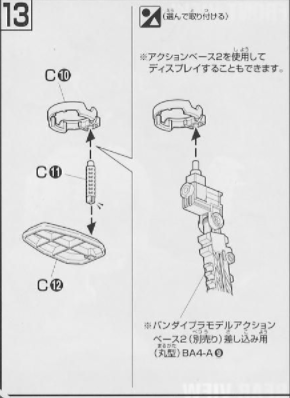 13
(選んで取り付ける)
※アクションベース2を使用して
ディスプレイすることもできます。
C⑩
C⑪
C⑫
※バンダイプラモデルアクション
ベース2(別売り)差し込み用
(丸型)BA4-A⑨